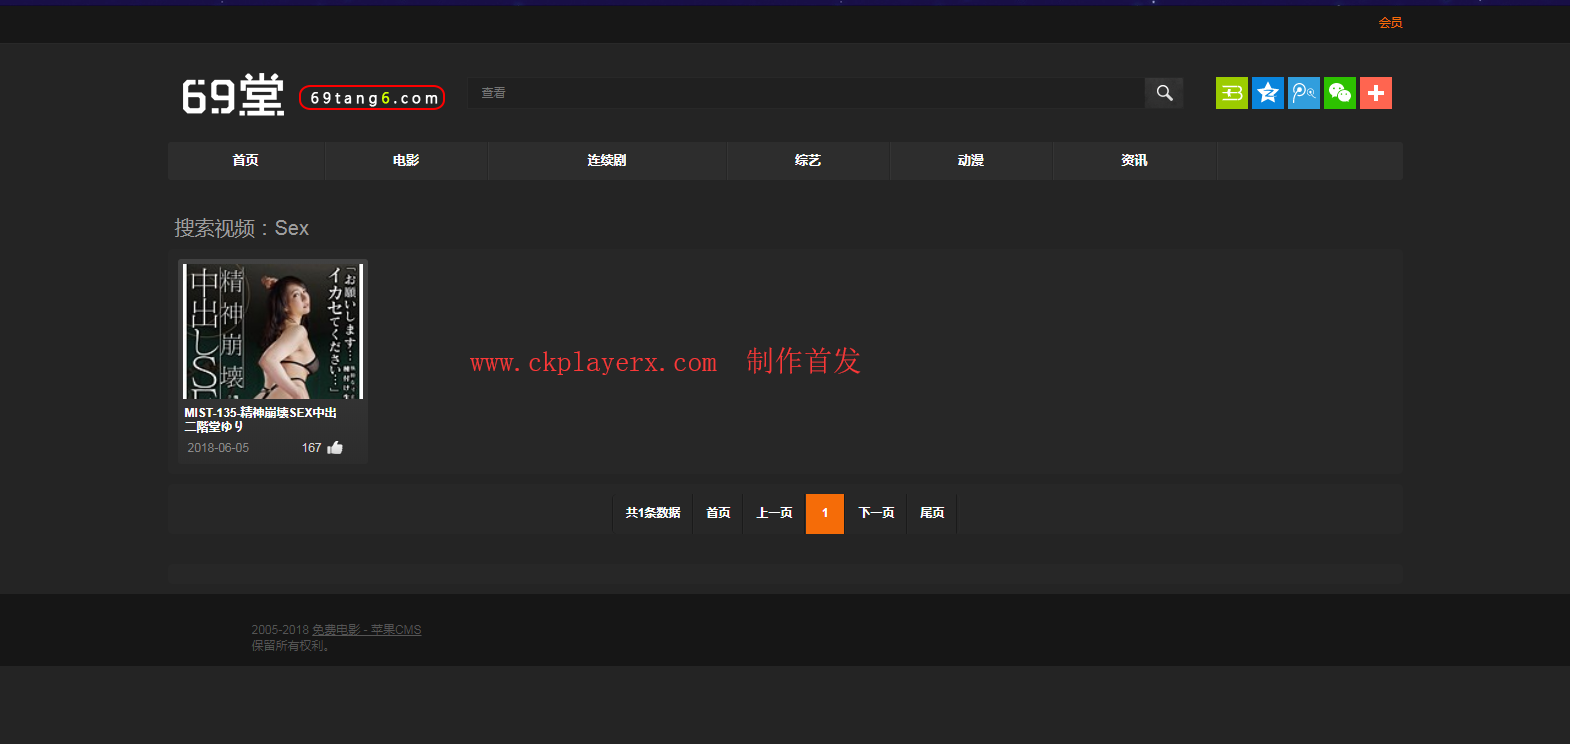 会员
69堂
69tang6.com
查看
首页
电影
连续剧
综艺
动漫
资讯
搜索视频：Sex
「お願いします…
イカセてください…」
精神崩壊
中出しSE
MIST-135-精神崩壊SEX中出
二階堂ゆり
2018-06-05
167
www.ckplayerx.com 制作首发
共1条数据
首页
上一页
1
下一页
尾页
2005-2018 免费电影 - 苹果CMS
保留所有权利。